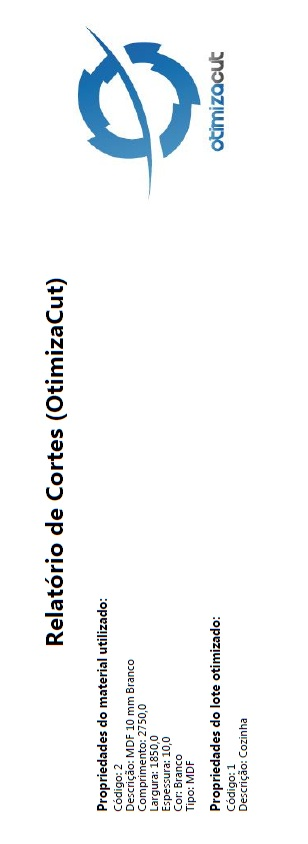 otimizacut
Relatório de Cortes (OtimizaCut)
Propriedades do material utilizado:
Código: 2
Descrição: MDF 10 mm Branco
Comprimento: 2750,0
Largura: 1850,0
Espessura: 10,0
Cor: Branco
Tipo: MDF
Propriedades do lote otimizado:
Código: 1
Descrição: Cozinha